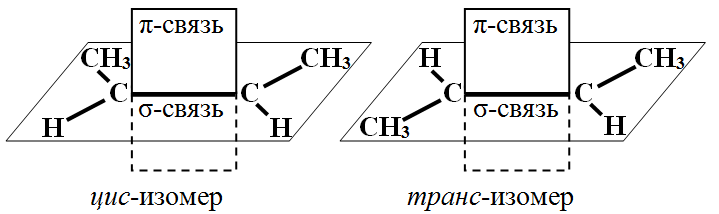 π-связь π-связь
CH₃ CH₃ H CH₃
C C C C
σ-связь σ-связь
H H CH₃ H
цис-изомер транс-изомер